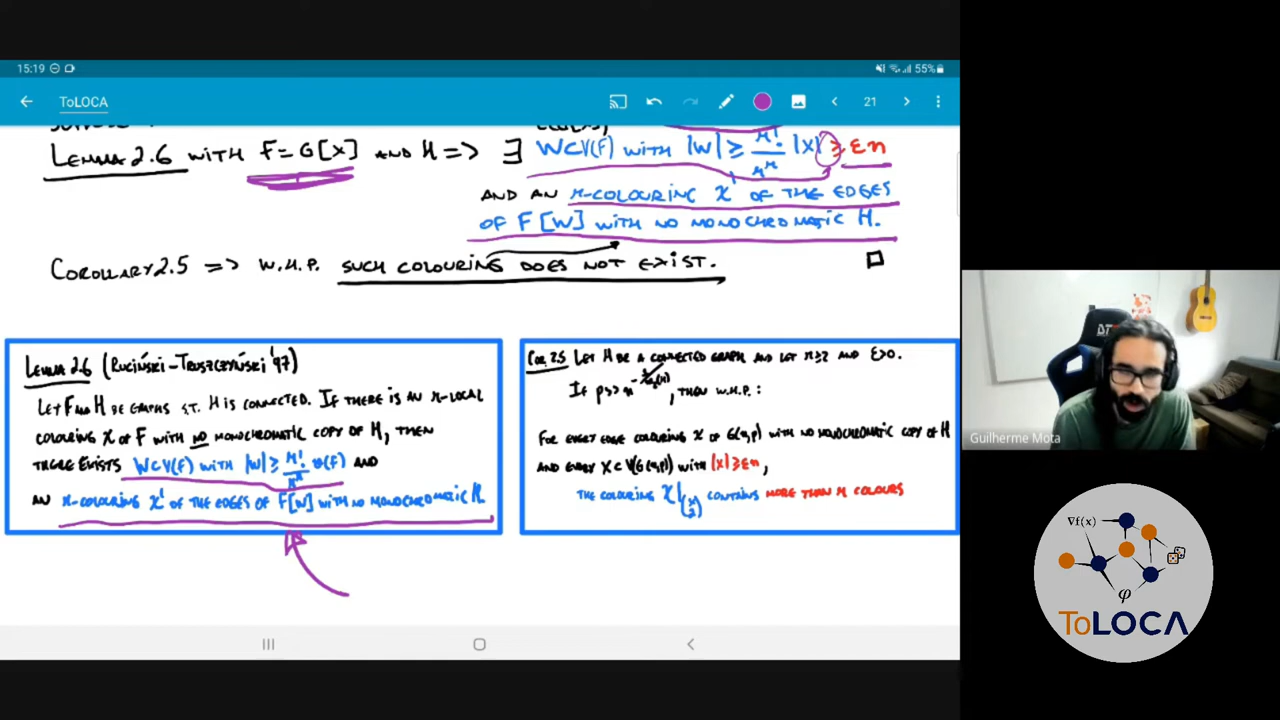 15:19 55%
ToLOCA 21
LEMMA 2.6 WITH F=G[X] AND H => ∃ W⊂V(F) WITH |W| ≥ r!/r^r |X| ≥ εn
AND AN r-COLOURING χ' OF THE EDGES
OF F[W] WITH NO MONOCHROMATIC H.
COROLLARY 2.5 => W.H.P. SUCH COLOURING DOES NOT EXIST. □
LEMMA 2.6 (RUCIŃSKI-TRUSZCZYŃSKI '97)
LET F AND H BE GRAPHS S.T. H IS CONNECTED. IF THERE IS AN r-LOCAL
COLOURING χ OF F WITH NO MONOCHROMATIC COPY OF H, THEN
THERE EXISTS W⊂V(F) WITH |W| ≥ r!/r^r v(F) AND
AN r-COLOURING χ' OF THE EDGES OF F[W] WITH NO MONOCHROMATIC H.
COR 2.5 LET H BE A CONNECTED GRAPH AND LET r≥2 AND ε>0.
IF p>> n^, THEN W.H.P:
FOR EVERY EDGE COLOURING χ OF G(n,p) WITH NO MONOCHROMATIC COPY OF H
AND EVERY X⊂V(G(n,p)) WITH |X| ≥ εn,
THE COLOURING χ|(X 2) CONTAINS MORE THAN r COLOURS
Guilherme Mota
∇f(x)
φ
ToLOCA